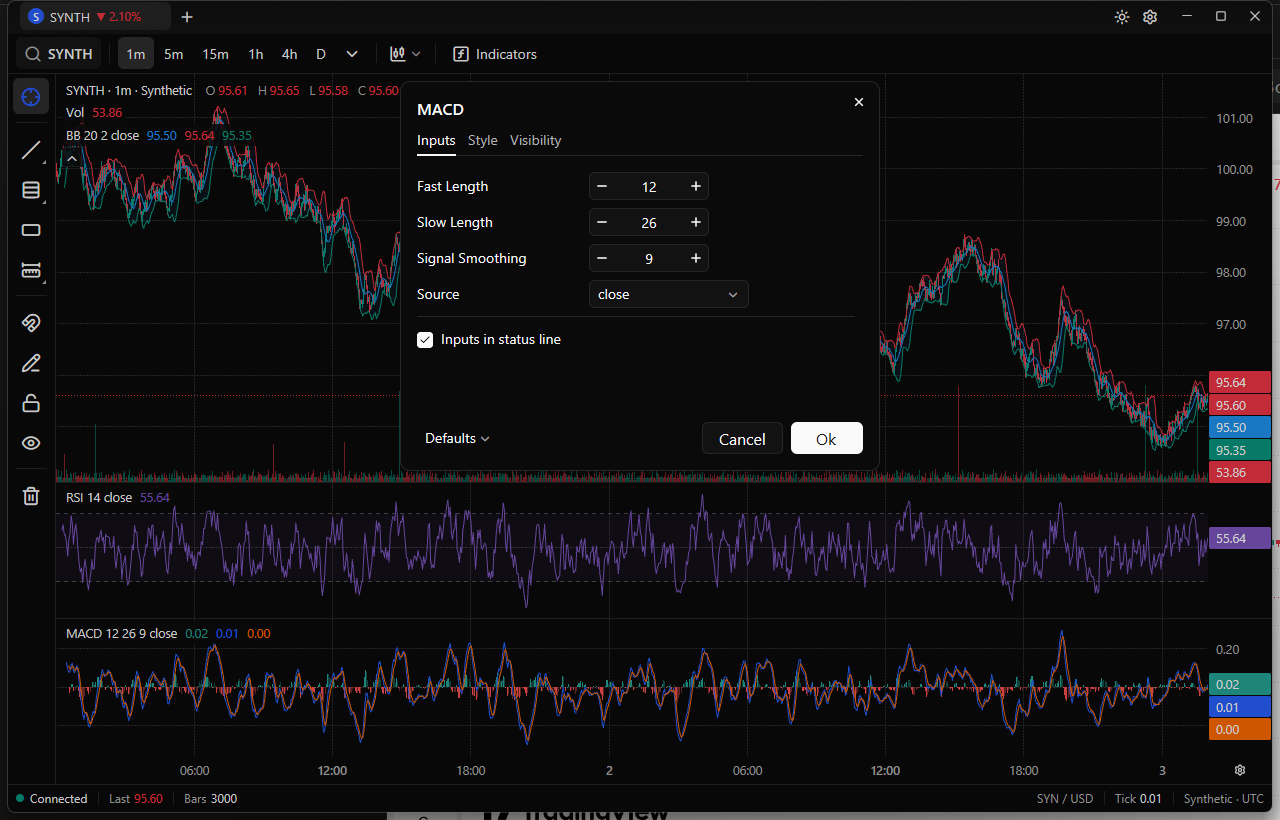 S SYNTH ▼2.10% +
SYNTH 1m 5m 15m 1h 4h D Indicators
SYNTH · 1m · Synthetic O 95.61 H 95.65 L 95.58 C 95.60
Vol 53.86
BB 20 2 close 95.50 95.64 95.35
MACD
Inputs Style Visibility
Fast Length − 12 +
Slow Length − 26 +
Signal Smoothing − 9 +
Source close
Inputs in status line
Defaults Cancel Ok
101.00
100.00
99.00
98.00
97.00
95.64
95.60
95.50
95.35
53.86
RSI 14 close 55.64
55.64
MACD 12 26 9 close 0.02 0.01 0.00
0.20
0.02
0.01
0.00
06:00 12:00 18:00 2 06:00 12:00 18:00 3
Connected Last 95.60 Bars 3000 SYN / USD Tick 0.01 Synthetic · UTC
TradingView